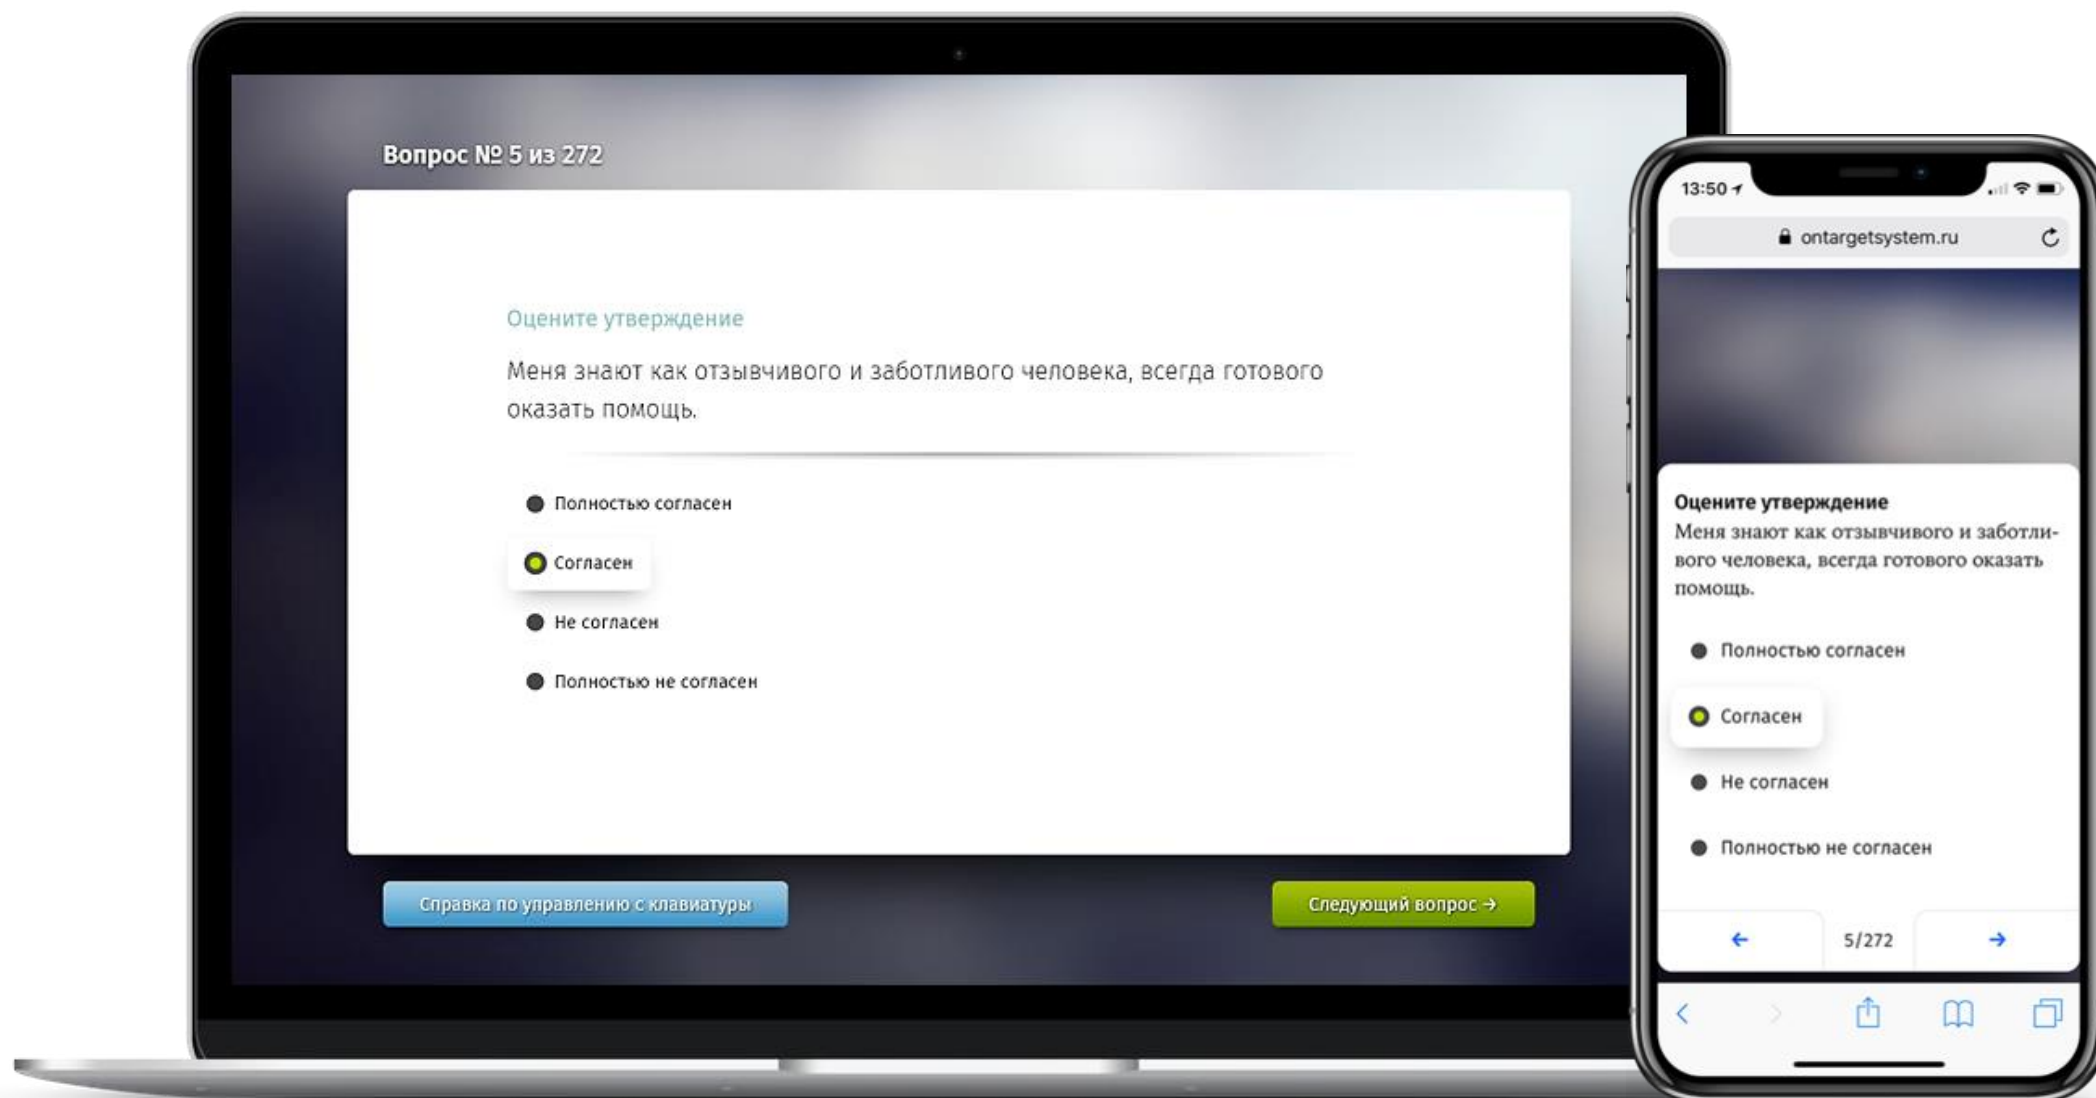 Вопрос № 5 из 272
Оцените утверждение
Меня знают как отзывчивого и заботливого человека, всегда готового
оказать помощь.
Полностью согласен
Согласен
Не согласен
Полностью не согласен
Справка по управлению с клавиатуры
Следующий вопрос →
13:50
ontargetsystem.ru
Оцените утверждение
Меня знают как отзывчивого и заботли-
вого человека, всегда готового оказать
помощь.
Полностью согласен
Согласен
Не согласен
Полностью не согласен
← 5/272 →